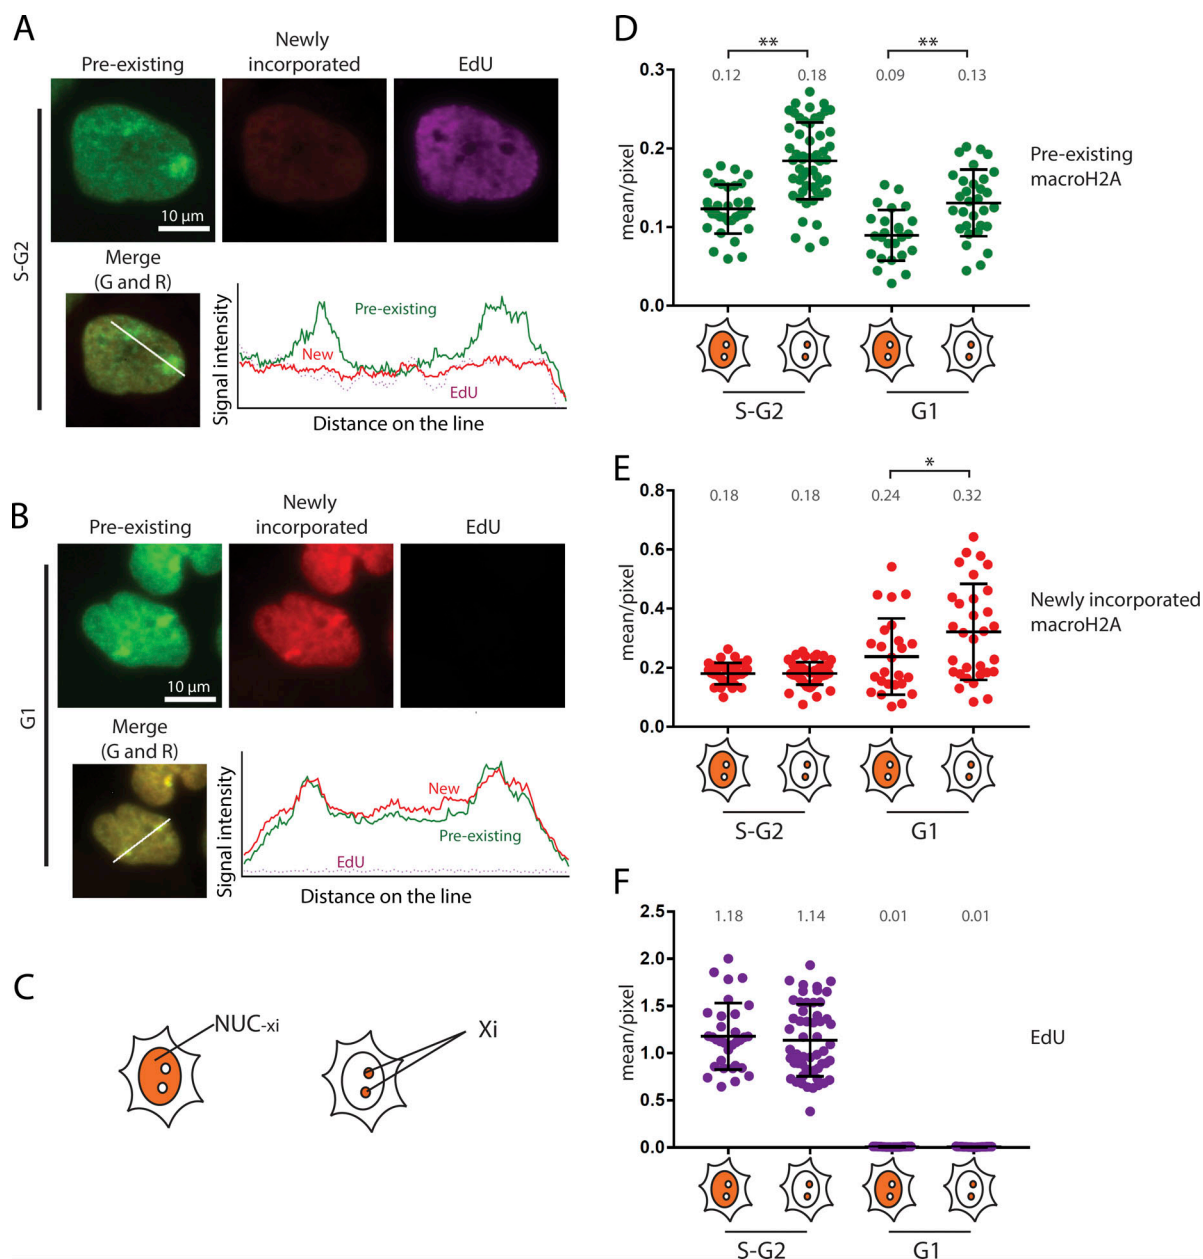 A
Pre-existing
Newly
incorporated
EdU
S-G2
10 µm
Merge
(G and R)
Signal intensity
Pre-existing
New
EdU
Distance on the line
B
Pre-existing
Newly
incorporated
EdU
G1
10 µm
Merge
(G and R)
Signal intensity
New
Pre-existing
EdU
Distance on the line
C
NUC-xi
Xi
D
** **
0.12 0.18 0.09 0.13
0.3
0.2
0.1
0.0
mean/pixel
Pre-existing
macroH2A
S-G2 G1
E
*
0.18 0.18 0.24 0.32
0.8
0.6
0.4
0.2
0.0
mean/pixel
Newly incorporated
macroH2A
S-G2 G1
F
1.18 1.14 0.01 0.01
2.5
2.0
1.5
1.0
0.5
0.0
mean/pixel
EdU
S-G2 G1